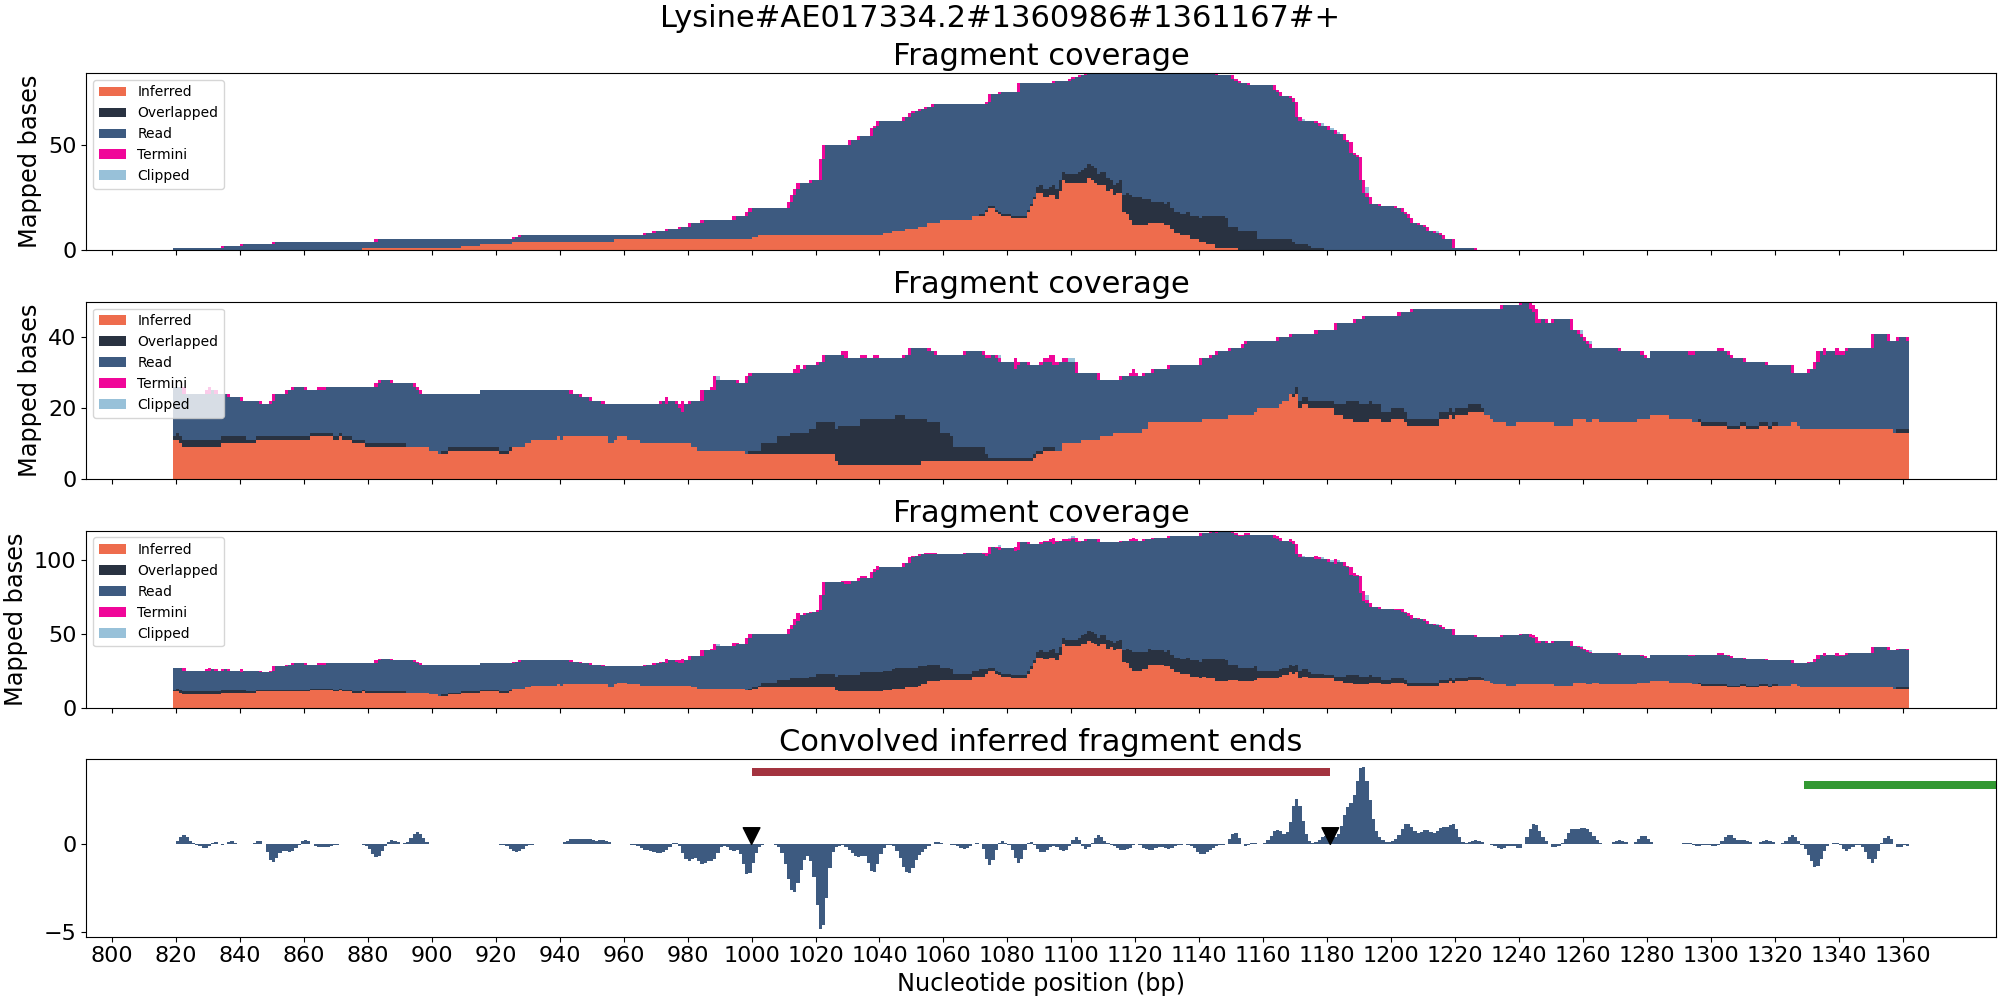 Lysine#AE017334.2#1360986#1361167#+
Fragment coverage
Mapped bases
50
0
Inferred
Overlapped
Read
Termini
Clipped
Fragment coverage
Mapped bases
40
20
0
Inferred
Overlapped
Read
Termini
Clipped
Fragment coverage
Mapped bases
100
50
0
Inferred
Overlapped
Read
Termini
Clipped
Convolved inferred fragment ends
0
−5
800 820 840 860 880 900 920 940 960 980 1000 1020 1040 1060 1080 1100 1120 1140 1160 1180 1200 1220 1240 1260 1280 1300 1320 1340 1360
Nucleotide position (bp)